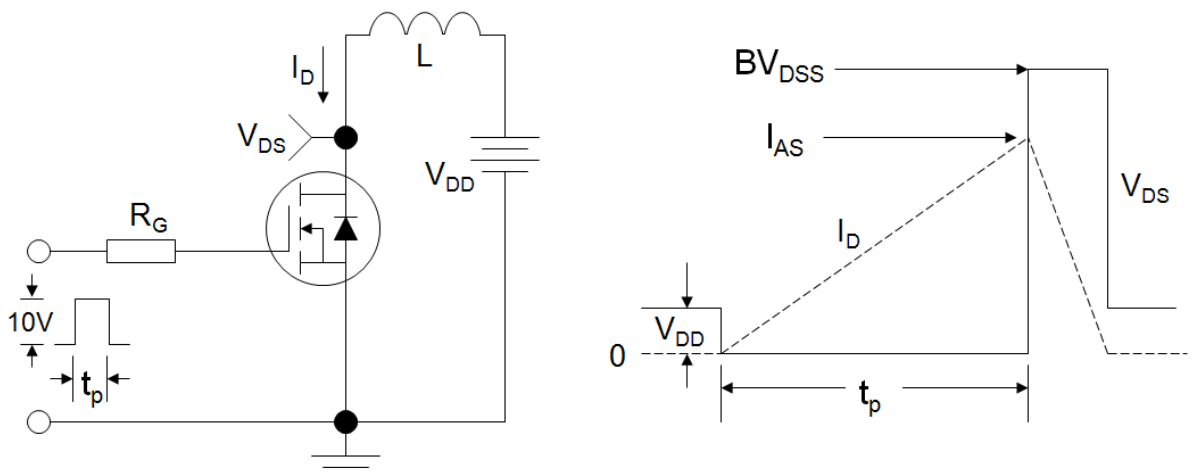 L
I_D
V_DS
V_DD
R_G
10V
t_p
BV_DSS
I_AS
V_DS
I_D
V_DD
0
t_p